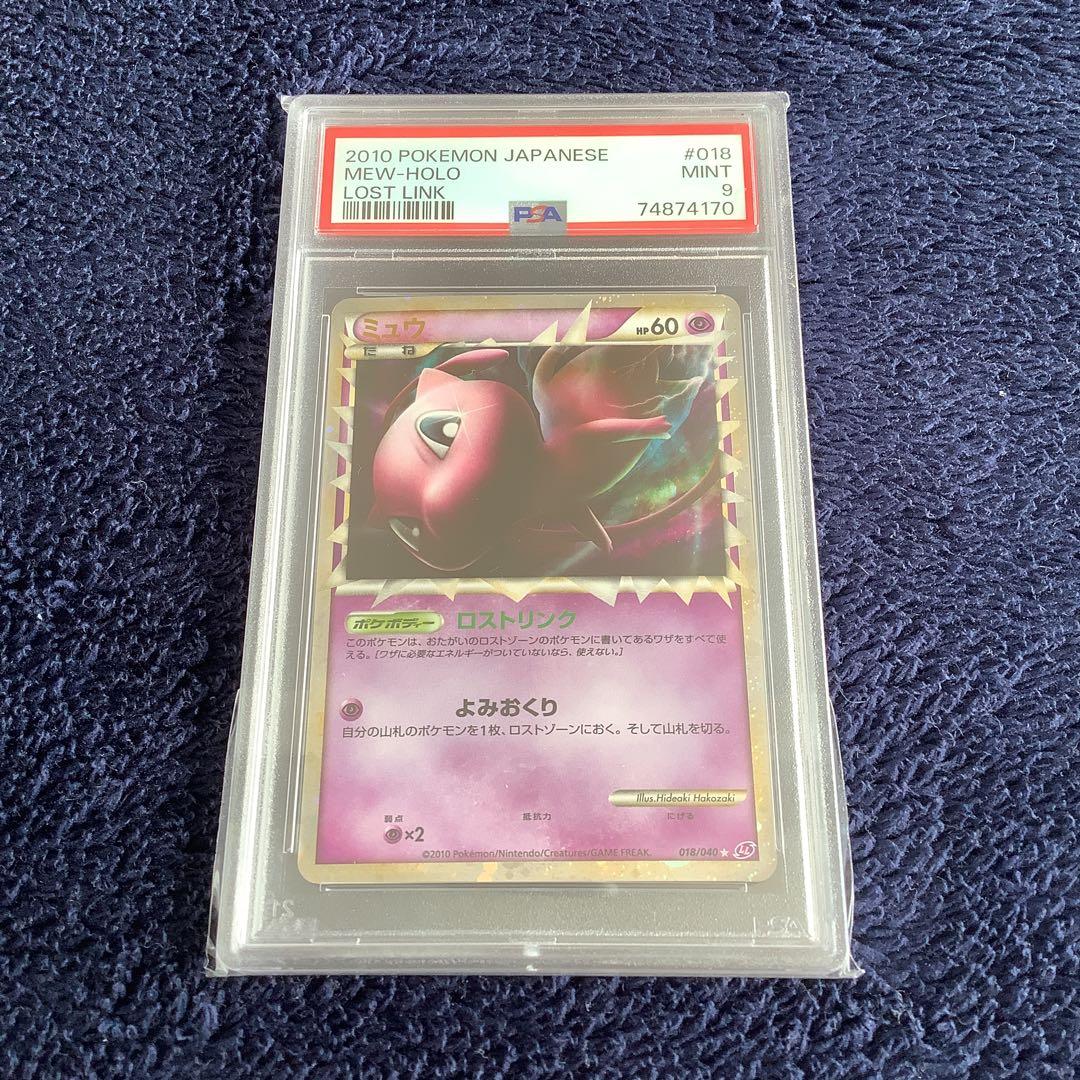 2010 POKEMON JAPANESE #018
MEW-HOLO MINT
LOST LINK 9
PSA 74874170
ミュウ HP60
たね
ポケボディー ロストリンク
このポケモンは、おたがいのロストゾーンのポケモンに書いてあるワザをすべて使
える。[ワザに必要なエネルギーがついていないなら、使えない。]
よみおくり
自分の山札のポケモンを1枚、ロストゾーンにおく。そして山札を切る。
Illus.Hideaki Hakozaki
弱点 抵抗力 にげる
×2
©2010 Pokémon/Nintendo/Creatures/GAME FREAK. 018/040 ★ LL